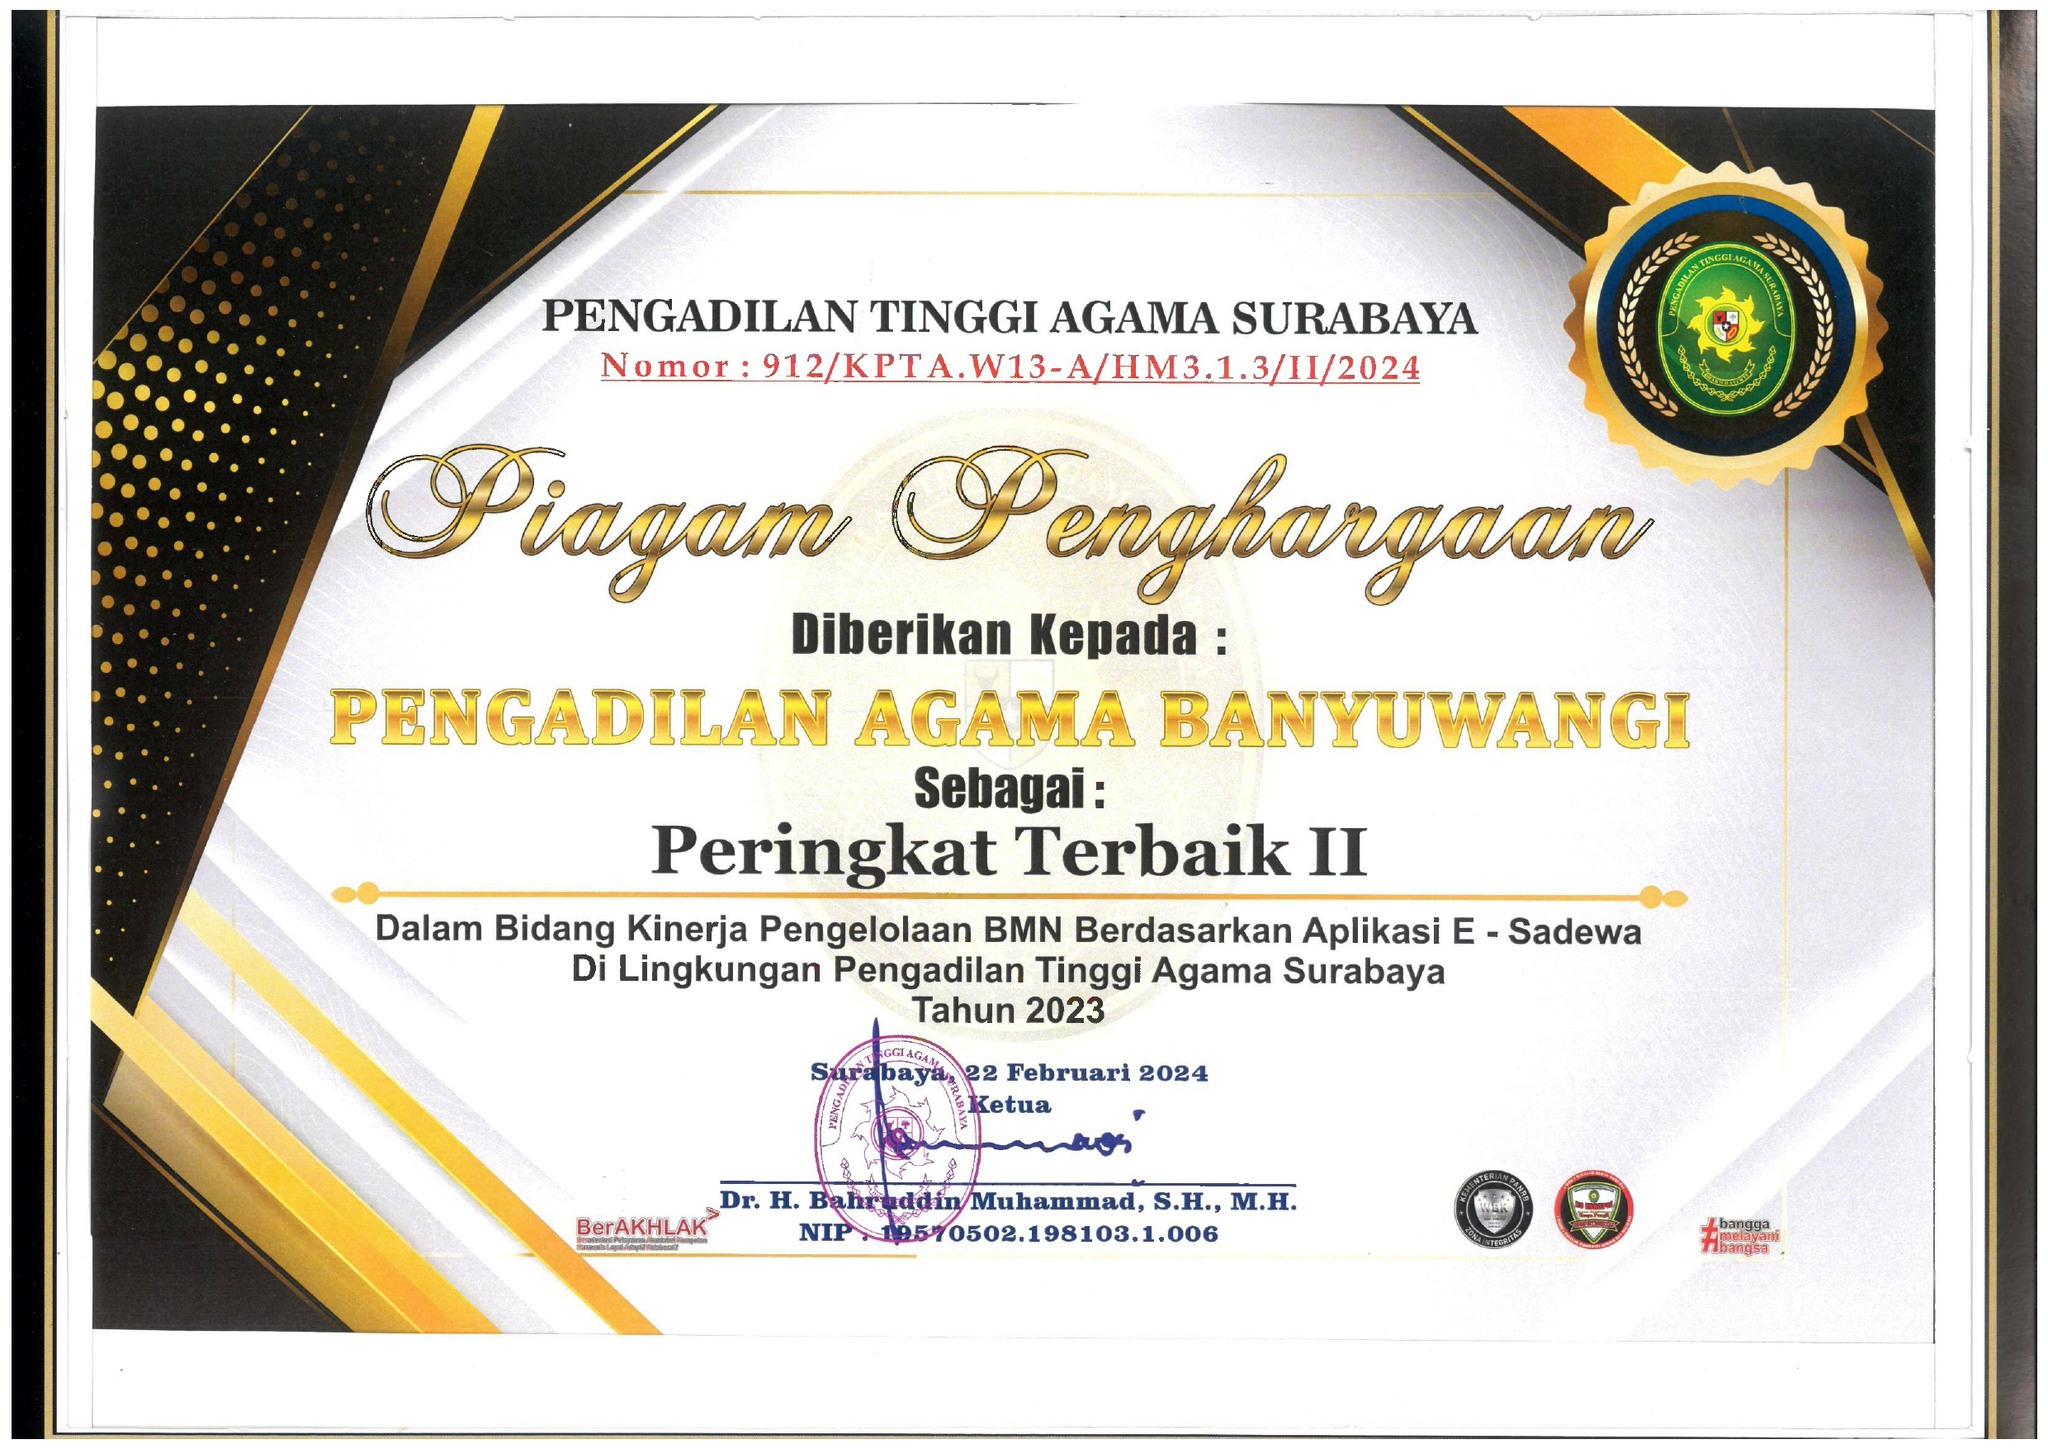 PENGADILAN TINGGI AGAMA SURABAYA
PENGADILAN TINGGI AGAMA SURABAYA
Nomor : 912/KPTA.W13-A/HM3.1.3/II/2024
Piagam Penghargaan
Diberikan Kepada :
PENGADILAN AGAMA BANYUWANGI
Sebagai :
Peringkat Terbaik II
Dalam Bidang Kinerja Pengelolaan BMN Berdasarkan Aplikasi E - Sadewa
Di Lingkungan Pengadilan Tinggi Agama Surabaya
Tahun 2023
Surabaya, 22 Februari 2024
Ketua
PENGADILAN TINGGI AGAMA SURABAYA
Dr. H. Bahruddin Muhammad, S.H., M.H.
NIP : 19570502.198103.1.006
BerAKHLAK
KEMENTERIAN PANRB
WBK
ZONA INTEGRITAS
#bangga
melayani
bangsa